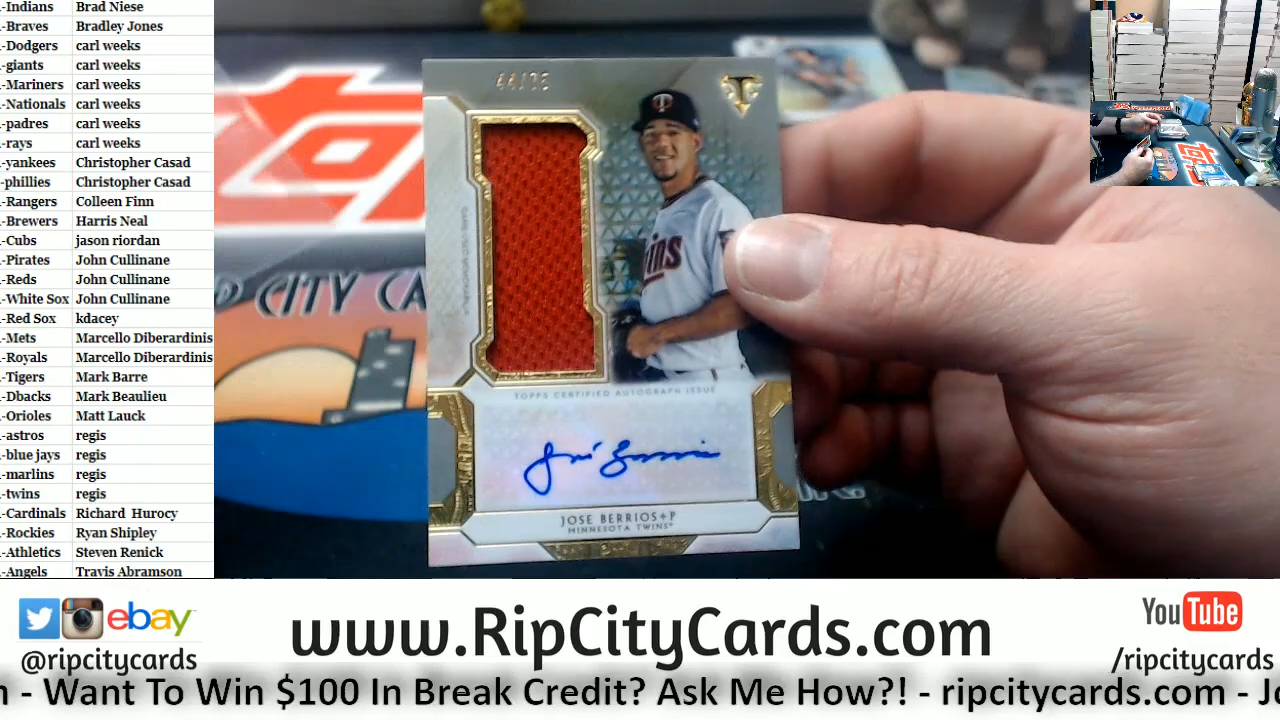 -Indians Brad Niese
-Braves Bradley Jones
-Dodgers carl weeks
-giants carl weeks
-Mariners carl weeks
-Nationals carl weeks
-padres carl weeks
-rays carl weeks
-yankees Christopher Casad
-phillies Christopher Casad
-Rangers Colleen Finn
-Brewers Harris Neal
-Cubs jason riordan
-Pirates John Cullinane
-Reds John Cullinane
-White Sox John Cullinane
-Red Sox kdacey
-Mets Marcello Diberardinis
-Royals Marcello Diberardinis
-Tigers Mark Barre
-Dbacks Mark Beaulieu
-Orioles Matt Lauck
-astros regis
-blue jays regis
-marlins regis
-twins regis
-Cardinals Richard Hurocy
-Rockies Ryan Shipley
-Athletics Steven Renick
-Angels Travis Abramson
CITY CA
TOPPS CERTIFIED AUTOGRAPH ISSUE
JOSE BERRIOS • P
MINNESOTA TWINS®
ebay
@ripcitycards
www.RipCityCards.com
YouTube
/ripcitycards
- Want To Win $100 In Break Credit? Ask Me How?! - ripcitycards.com -